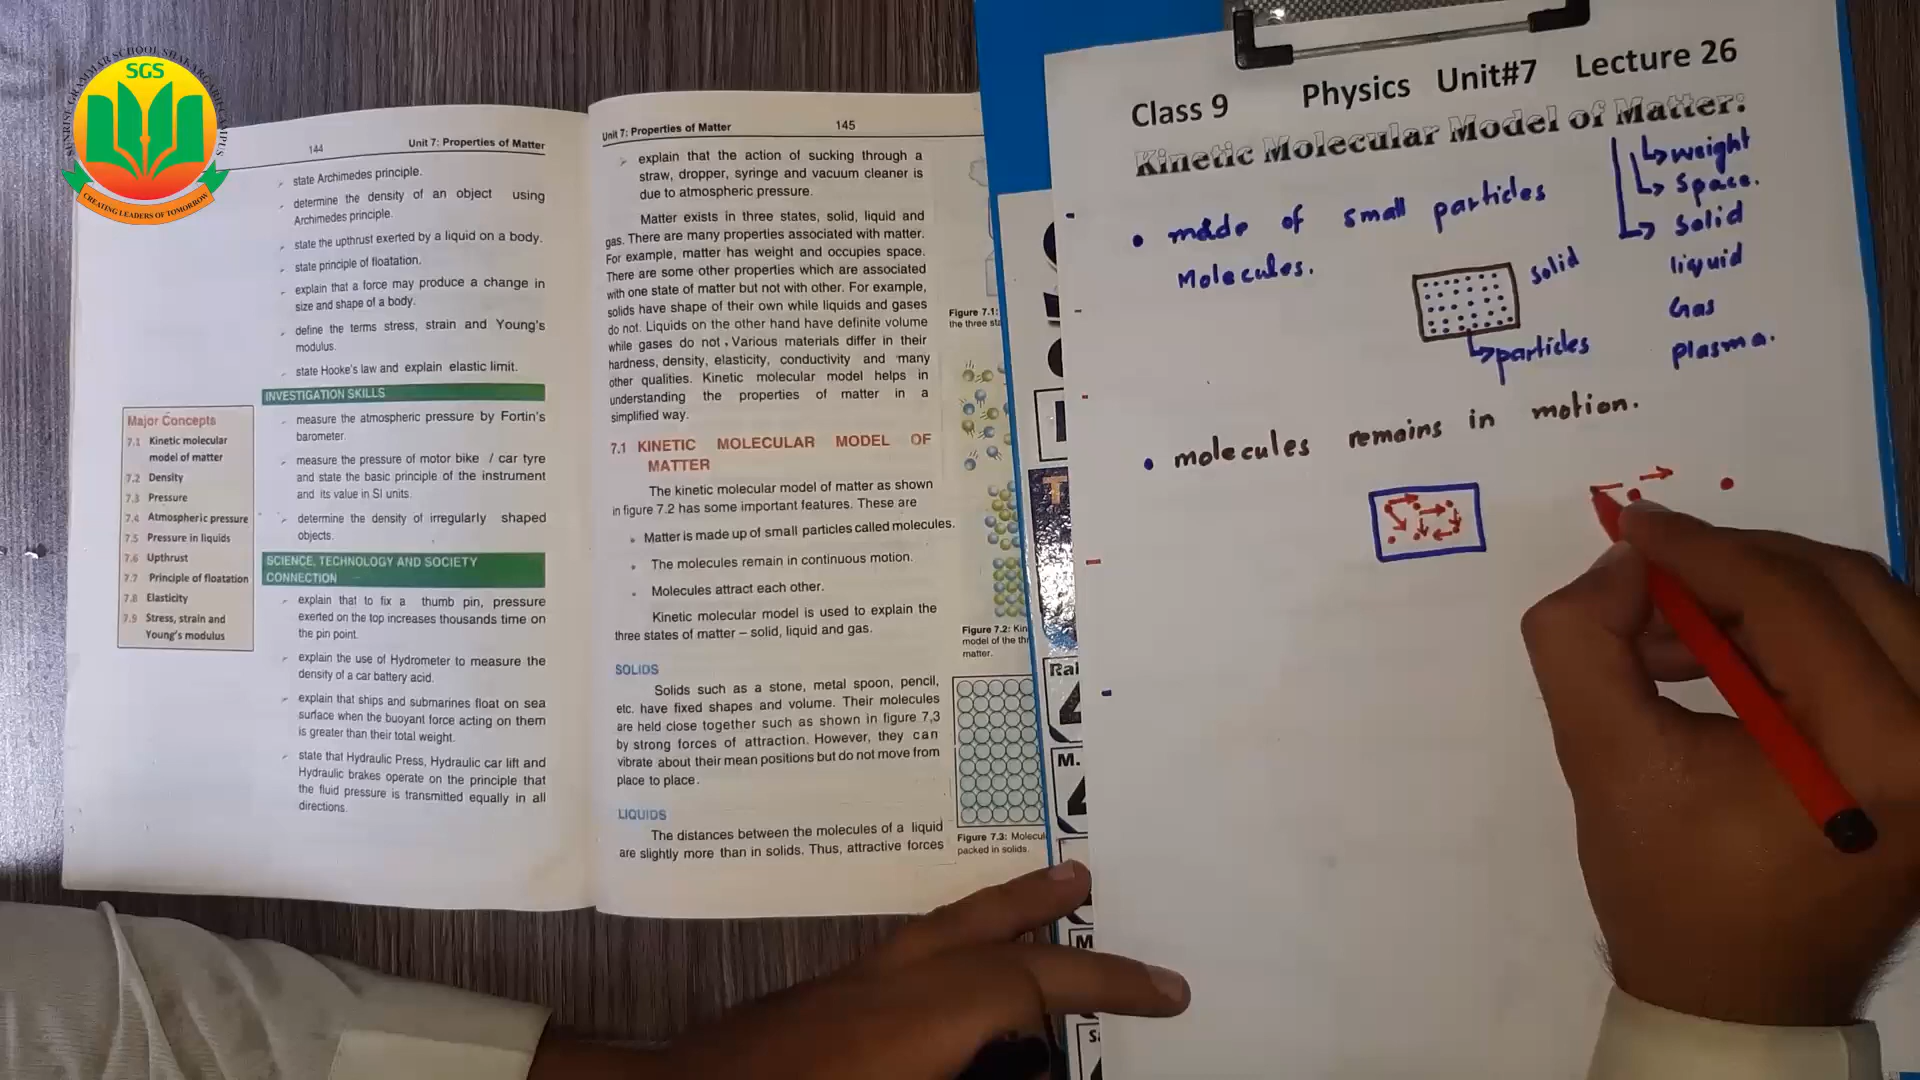 SUNRISE GRAMMAR SCHOOL SHAKARGARH CAMPUS
SGS
CREATING LEADERS OF TOMORROW
144
Unit 7: Properties of Matter
state Archimedes principle.
determine the density of an object using
Archimedes principle.
state the upthrust exerted by a liquid on a body.
state principle of floatation.
explain that a force may produce a change in
size and shape of a body.
define the terms stress, strain and Young's
modulus.
state Hooke's law and explain elastic limit.
INVESTIGATION SKILLS
measure the atmospheric pressure by Fortin's
barometer.
measure the pressure of motor bike / car tyre
and state the basic principle of the instrument
and its value in SI units.
determine the density of irregularly shaped
objects.
SCIENCE, TECHNOLOGY AND SOCIETY
CONNECTION
explain that to fix a thumb pin, pressure
exerted on the top increases thousands time on
the pin point.
explain the use of Hydrometer to measure the
density of a car battery acid.
explain that ships and submarines float on sea
surface when the buoyant force acting on them
is greater than their total weight.
state that Hydraulic Press, Hydraulic car lift and
Hydraulic brakes operate on the principle that
the fluid pressure is transmitted equally in all
directions.
Major Concepts
7.1 Kinetic molecular
model of matter
7.2 Density
7.3 Pressure
7.4 Atmospheric pressure
7.5 Pressure in liquids
7.6 Upthrust
7.7 Principle of floatation
7.8 Elasticity
7.9 Stress, strain and
Young's modulus
Unit 7: Properties of Matter
145
explain that the action of sucking through a
straw, dropper, syringe and vacuum cleaner is
due to atmospheric pressure.
Matter exists in three states, solid, liquid and
gas. There are many properties associated with matter.
For example, matter has weight and occupies space.
There are some other properties which are associated
with one state of matter but not with other. For example,
solids have shape of their own while liquids and gases
do not. Liquids on the other hand have definite volume
while gases do not. Various materials differ in their
hardness, density, elasticity, conductivity and many
other qualities. Kinetic molecular model helps in
understanding the properties of matter in a
simplified way.
7.1 KINETIC MOLECULAR MODEL OF
MATTER
The kinetic molecular model of matter as shown
in figure 7.2 has some important features. These are
• Matter is made up of small particles called molecules.
• The molecules remain in continuous motion.
• Molecules attract each other.
Kinetic molecular model is used to explain the
three states of matter – solid, liquid and gas.
SOLIDS
Solids such as a stone, metal spoon, pencil,
etc. have fixed shapes and volume. Their molecules
are held close together such as shown in figure 7.3
by strong forces of attraction. However, they can
vibrate about their mean positions but do not move from
place to place.
LIQUIDS
The distances between the molecules of a liquid
are slightly more than in solids. Thus, attractive forces
Figure 7.1:
the three sta
Figure 7.2: Kin
model of the th
matter.
Figure 7.3: Molecul
packed in solids.
Ral
M.
Class 9 Physics Unit#7 Lecture 26
Kinetic Molecular Model of Matter:
weight
space.
solid
liquid
Gas
plasma.
• made of small particles
Molecules.
solid
particles
• molecules remains in motion.